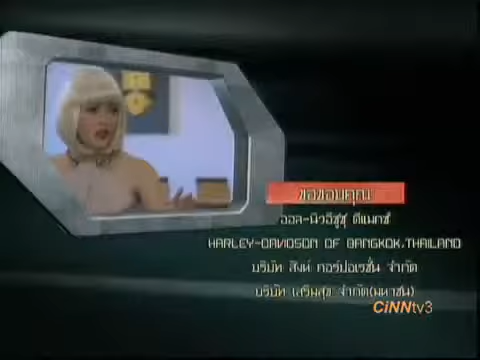 ขอขอบคุณ
ออล-นิวอีซูซุ ดีแมกซ์
HARLEY-DAVIDSON OF BANGKOK,THAILAND
บริษัท สิงห์ คอร์ปอเรชั่น จำกัด
บริษัท เสริมสุข จำกัด(มหาชน)
CiNNtv3